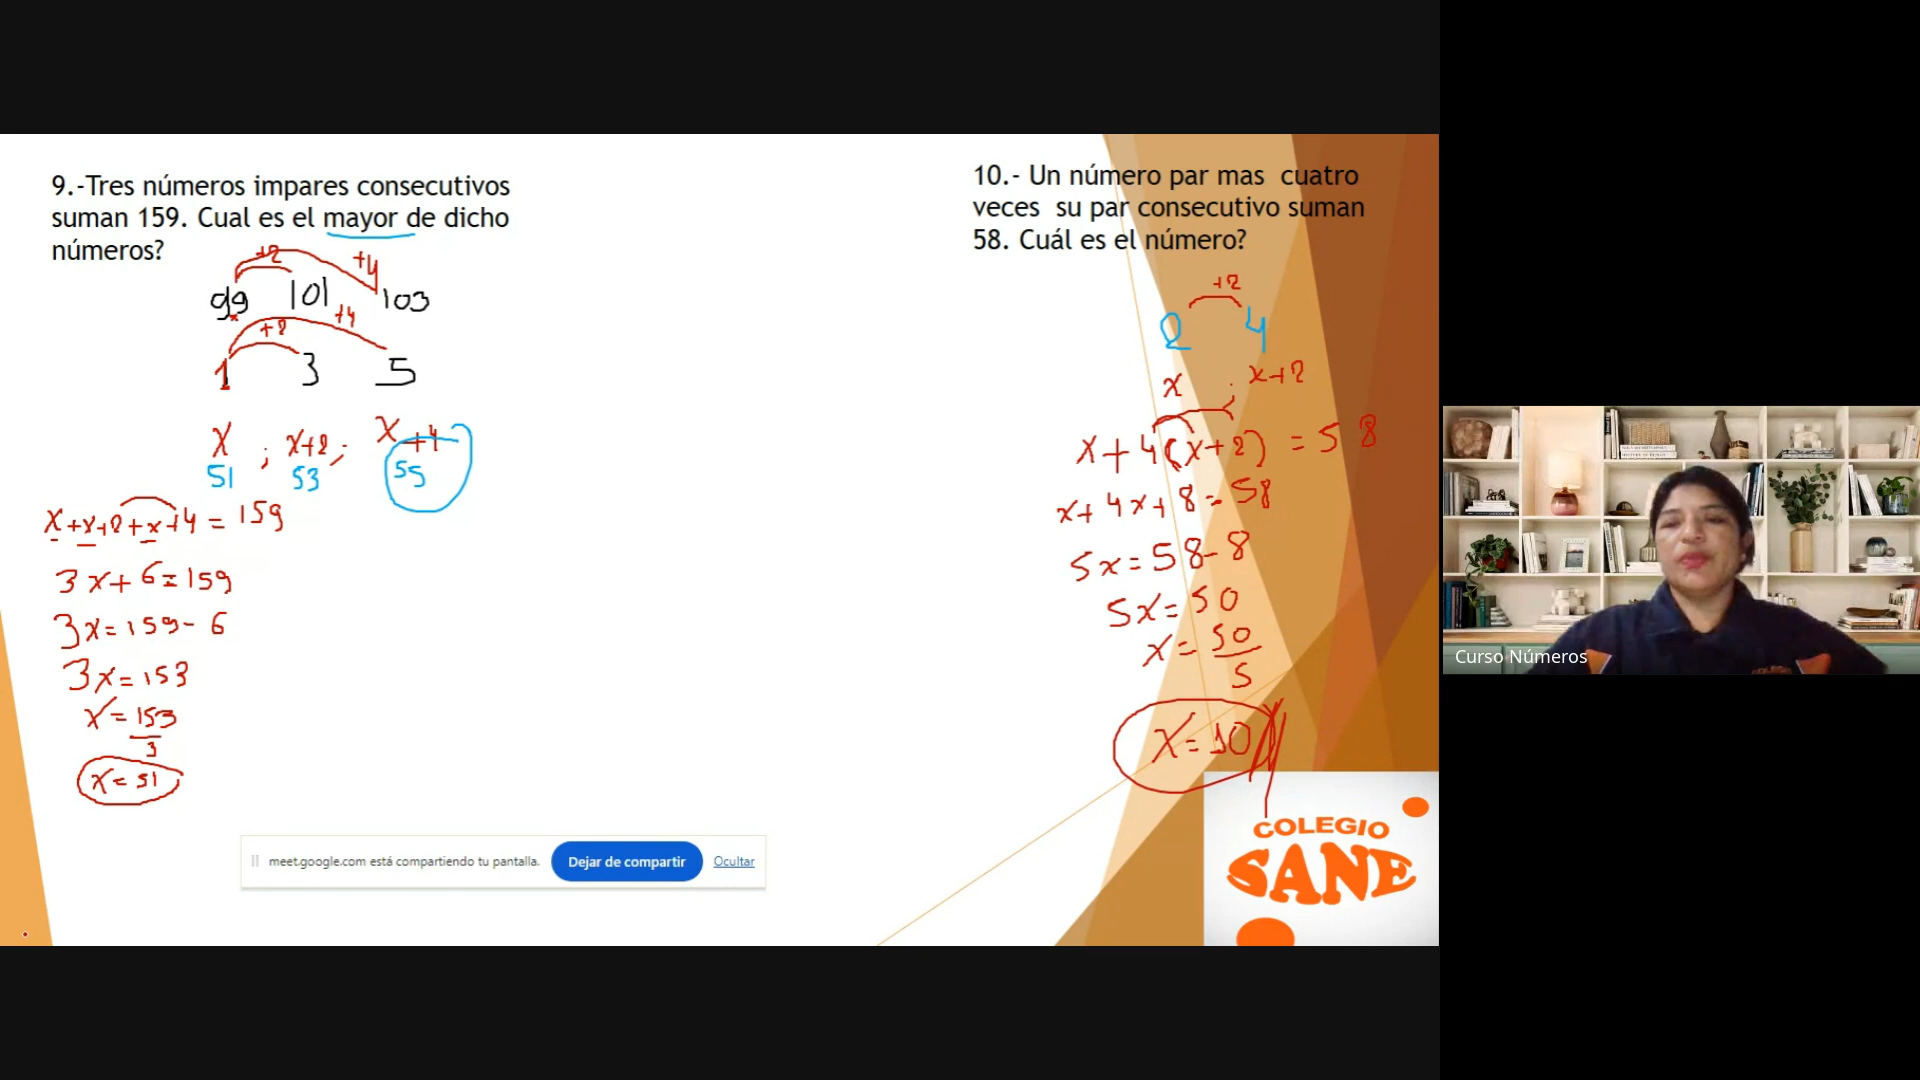 9.-Tres números impares consecutivos
suman 159. Cual es el mayor de dicho
números?
+2 +4
99 101 103
+2 +4
1 3 5
x ; x+2 ; x+4
51 53 55
x+x+2+x+4 = 159
3x+6=159
3x=159-6
3x=153
x=153
3
x=51
10.- Un número par mas cuatro
veces su par consecutivo suman
58. Cuál es el número?
+2
2 4
x ; x+2
x+4(x+2) = 58
x+4x+8=58
5x=58-8
5x=50
x=50
5
x=10
meet.google.com está compartiendo tu pantalla.
Dejar de compartir
Ocultar
COLEGIO
SANE
Curso Números